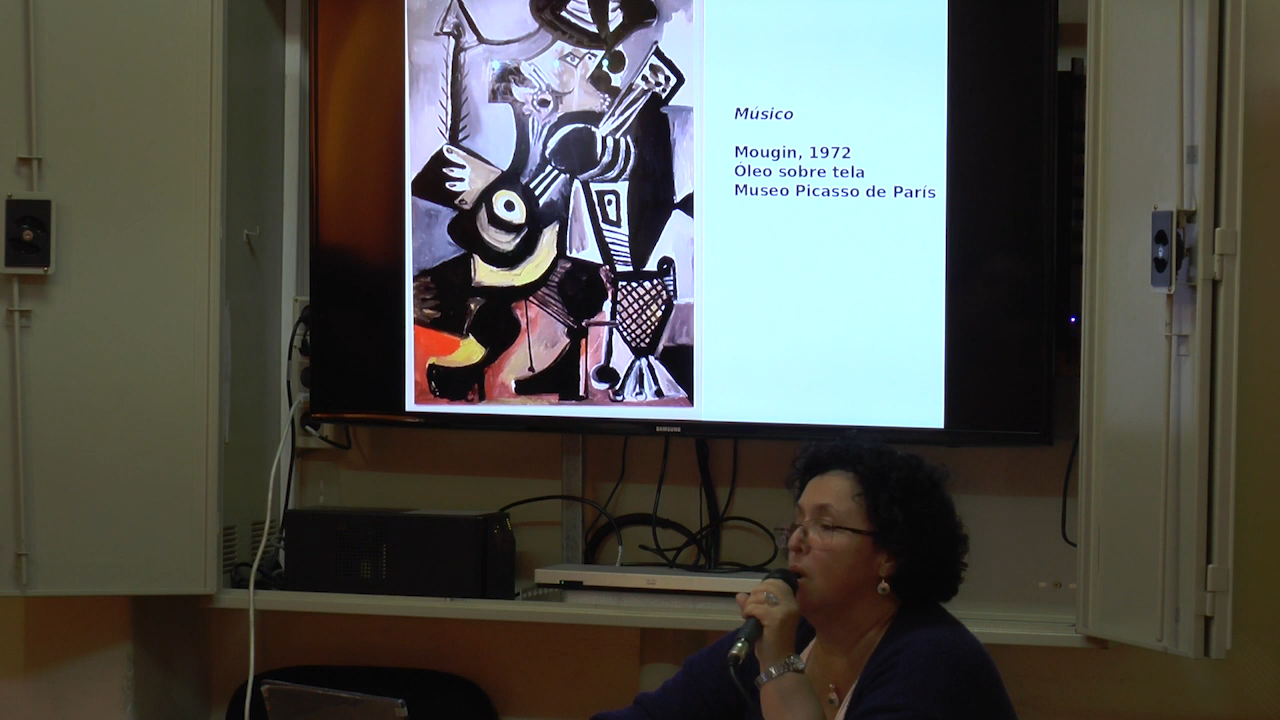 Músico
Mougin, 1972
Óleo sobre tela
Museo Picasso de París
SAMSUNG